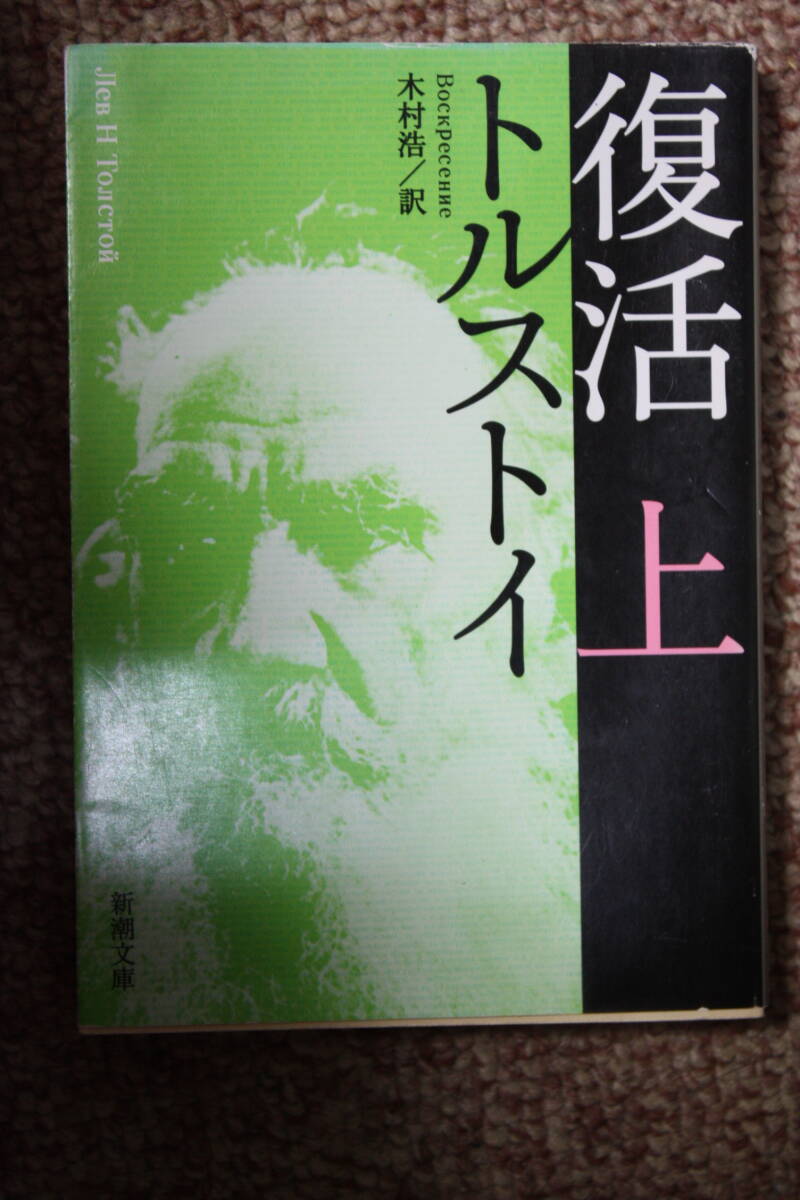 復活 上
トルストイ
Воскресение
木村浩/訳
Лев Н Толстой
新潮文庫